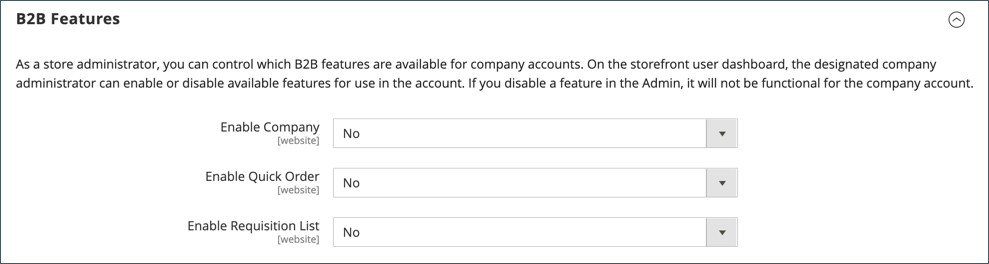 B2B Features
As a store administrator, you can control which B2B features are available for company accounts. On the storefront user dashboard, the designated company
administrator can enable or disable available features for use in the account. If you disable a feature in the Admin, it will not be functional for the company account.
Enable Company
[website]
No
Enable Quick Order
[website]
No
Enable Requisition List
[website]
No